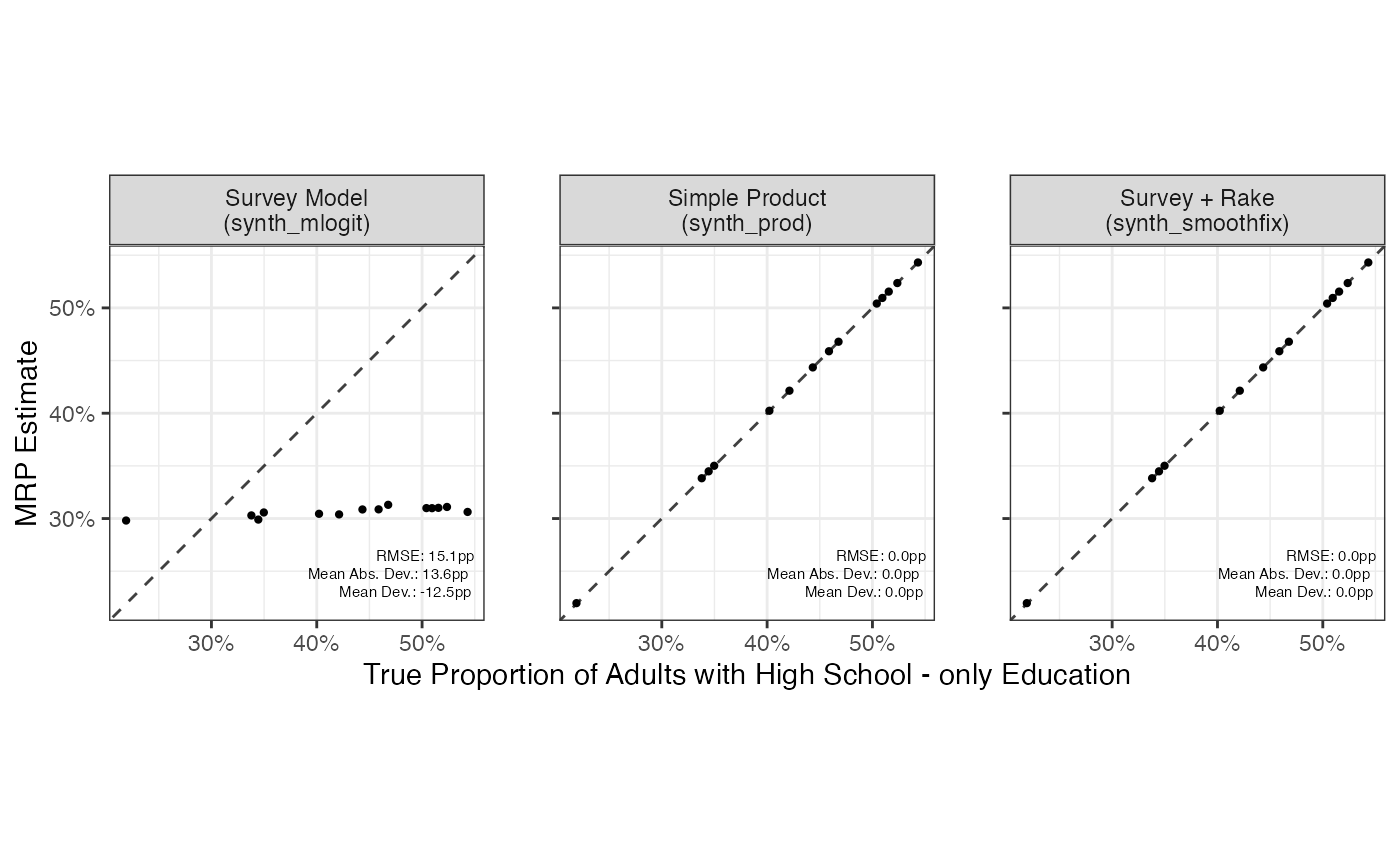 Survey Model
(synth_mlogit)
Simple Product
(synth_prod)
Survey + Rake
(synth_smoothfix)
MRP Estimate
50%
40%
30%
RMSE: 15.1pp
Mean Abs. Dev.: 13.6pp
Mean Dev.: -12.5pp
RMSE: 0.0pp
Mean Abs. Dev.: 0.0pp
Mean Dev.: 0.0pp
RMSE: 0.0pp
Mean Abs. Dev.: 0.0pp
Mean Dev.: 0.0pp
30% 40% 50%
30% 40% 50%
30% 40% 50%
True Proportion of Adults with High School - only Education